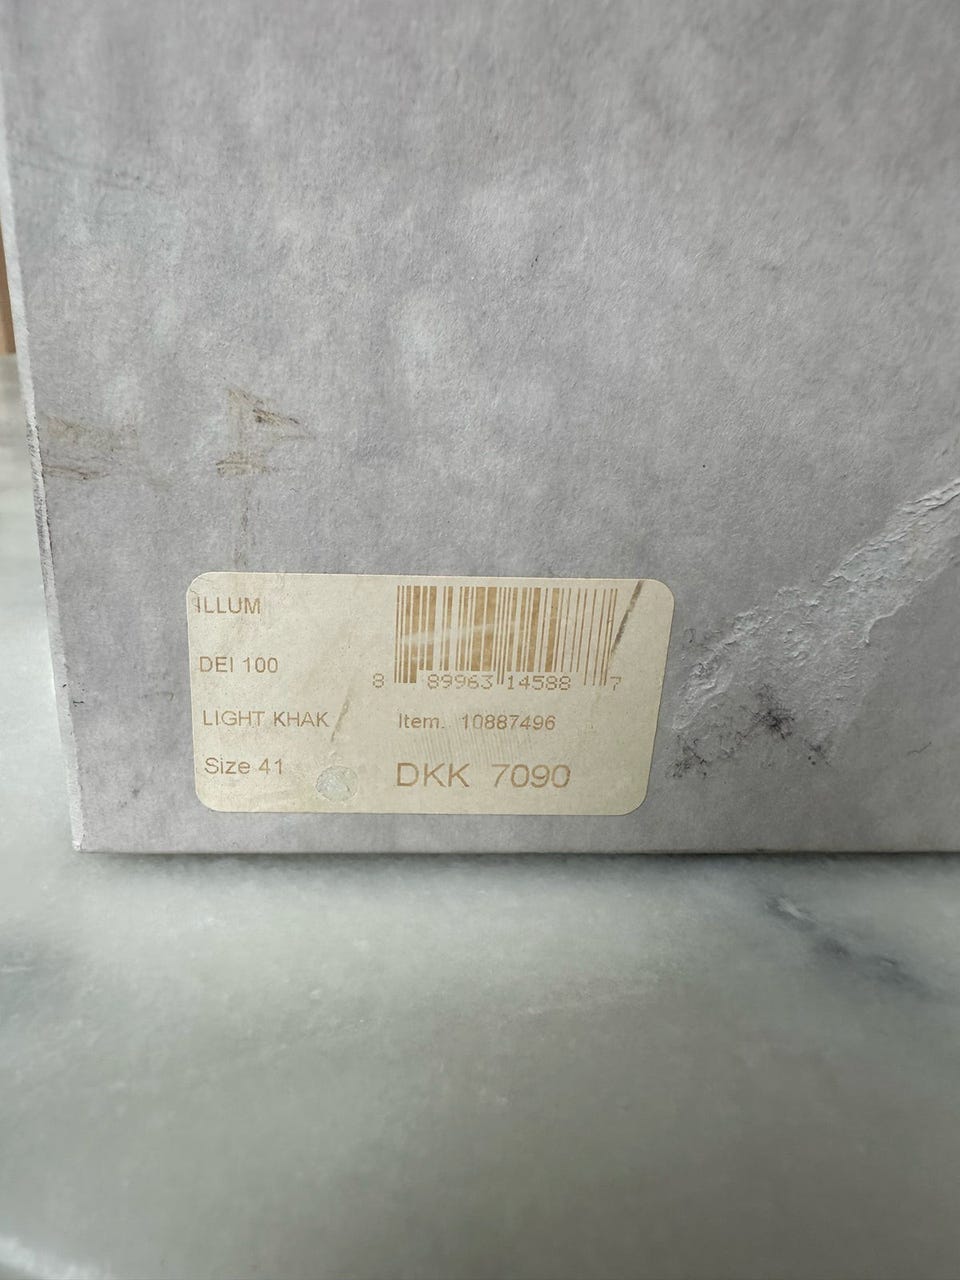 ILLUM
DEI 100
LIGHT KHAK
Size 41
8 89963 14588 7
Item. 10887496
DKK 7090